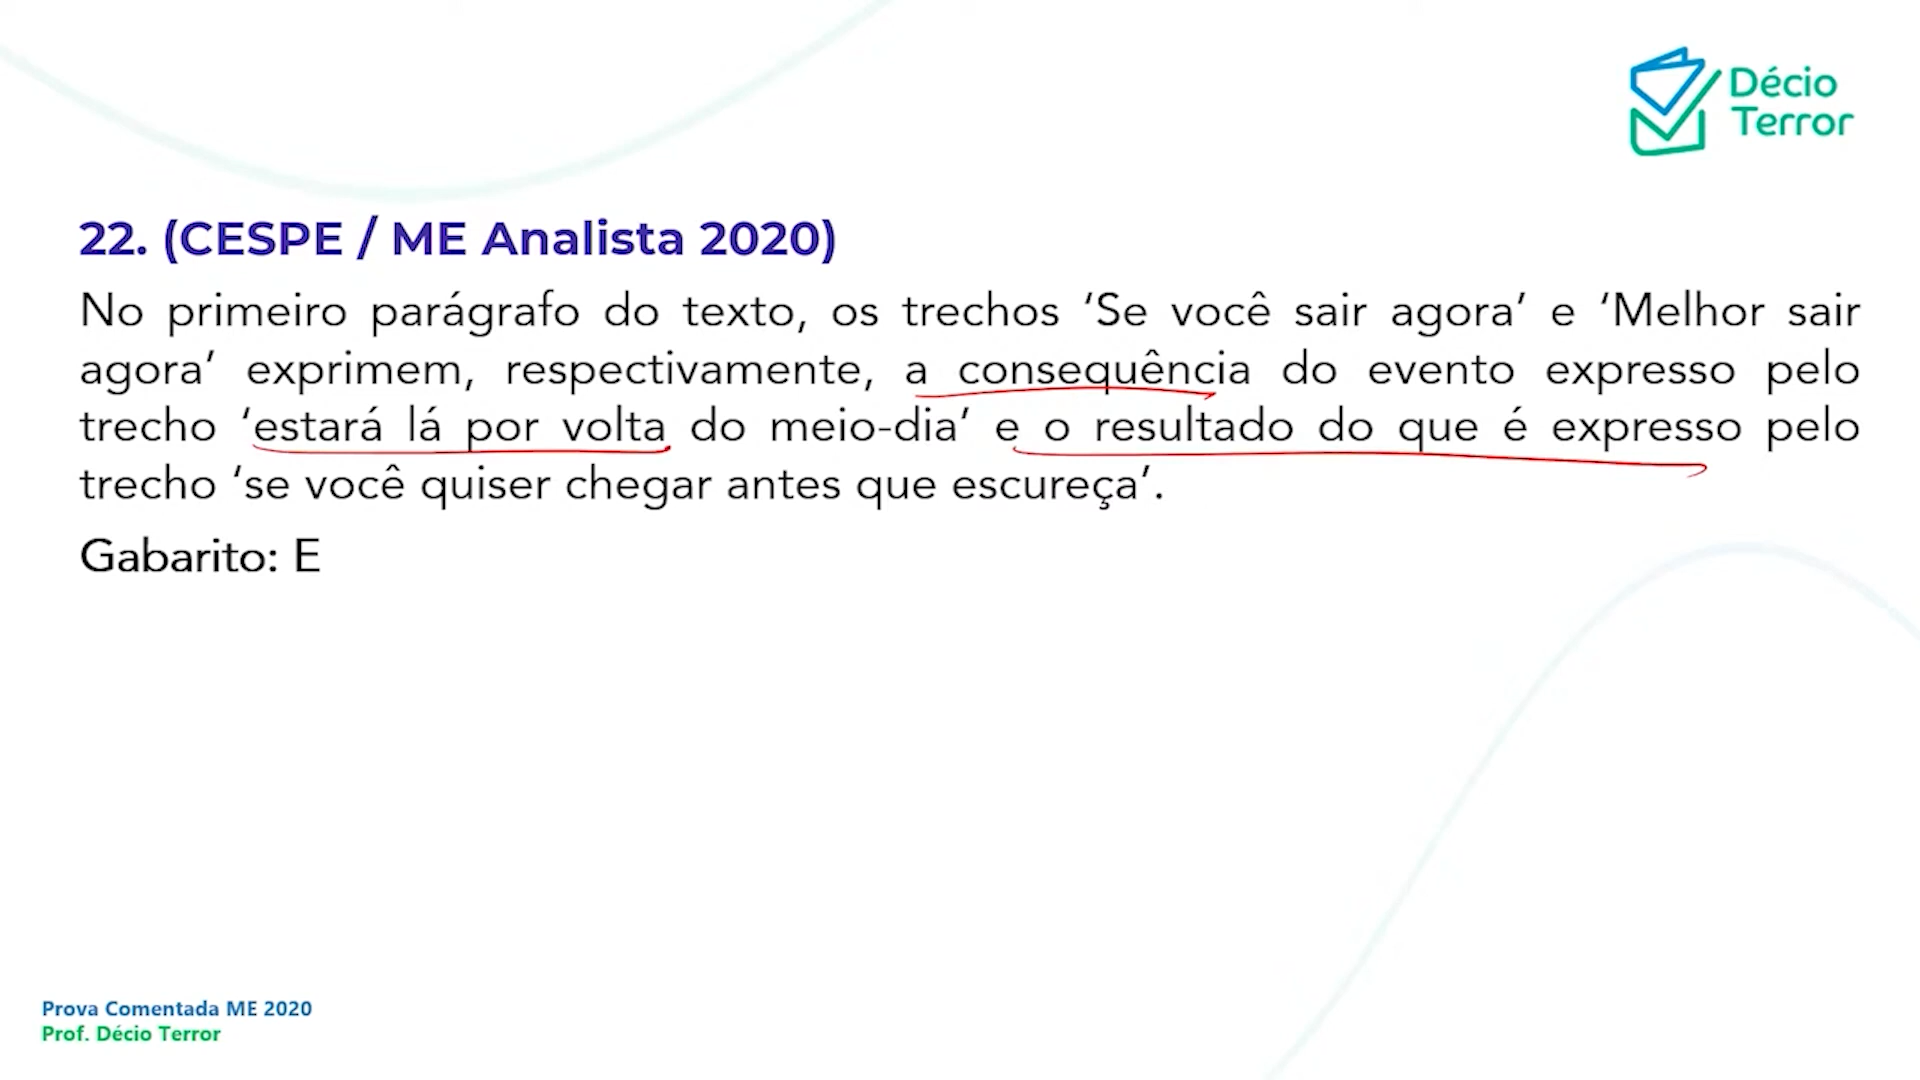 Décio
Terror
22. (CESPE / ME Analista 2020)
No primeiro parágrafo do texto, os trechos ‘Se você sair agora’ e ‘Melhor sair
agora’ exprimem, respectivamente, a consequência do evento expresso pelo
trecho ‘estará lá por volta do meio-dia’ e o resultado do que é expresso pelo
trecho ‘se você quiser chegar antes que escureça’.
Gabarito: E
Prova Comentada ME 2020
Prof. Décio Terror